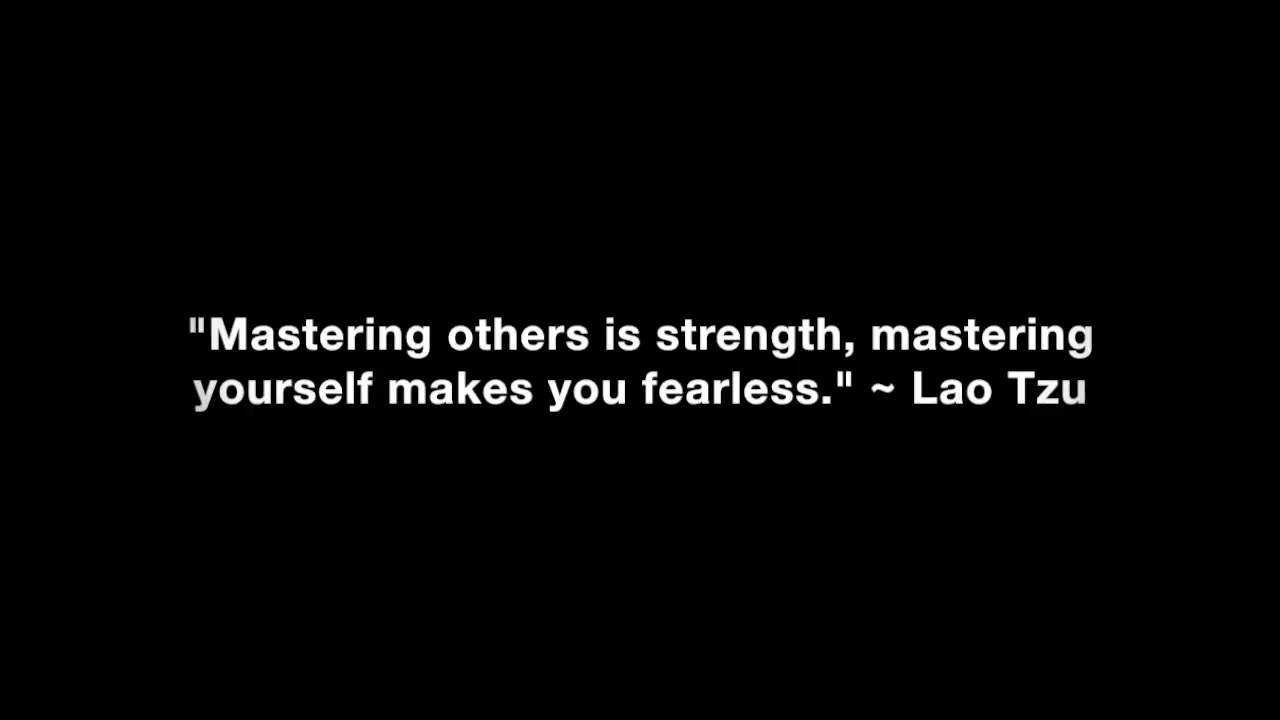 "Mastering others is strength, mastering
yourself makes you fearless." ~ Lao Tzu